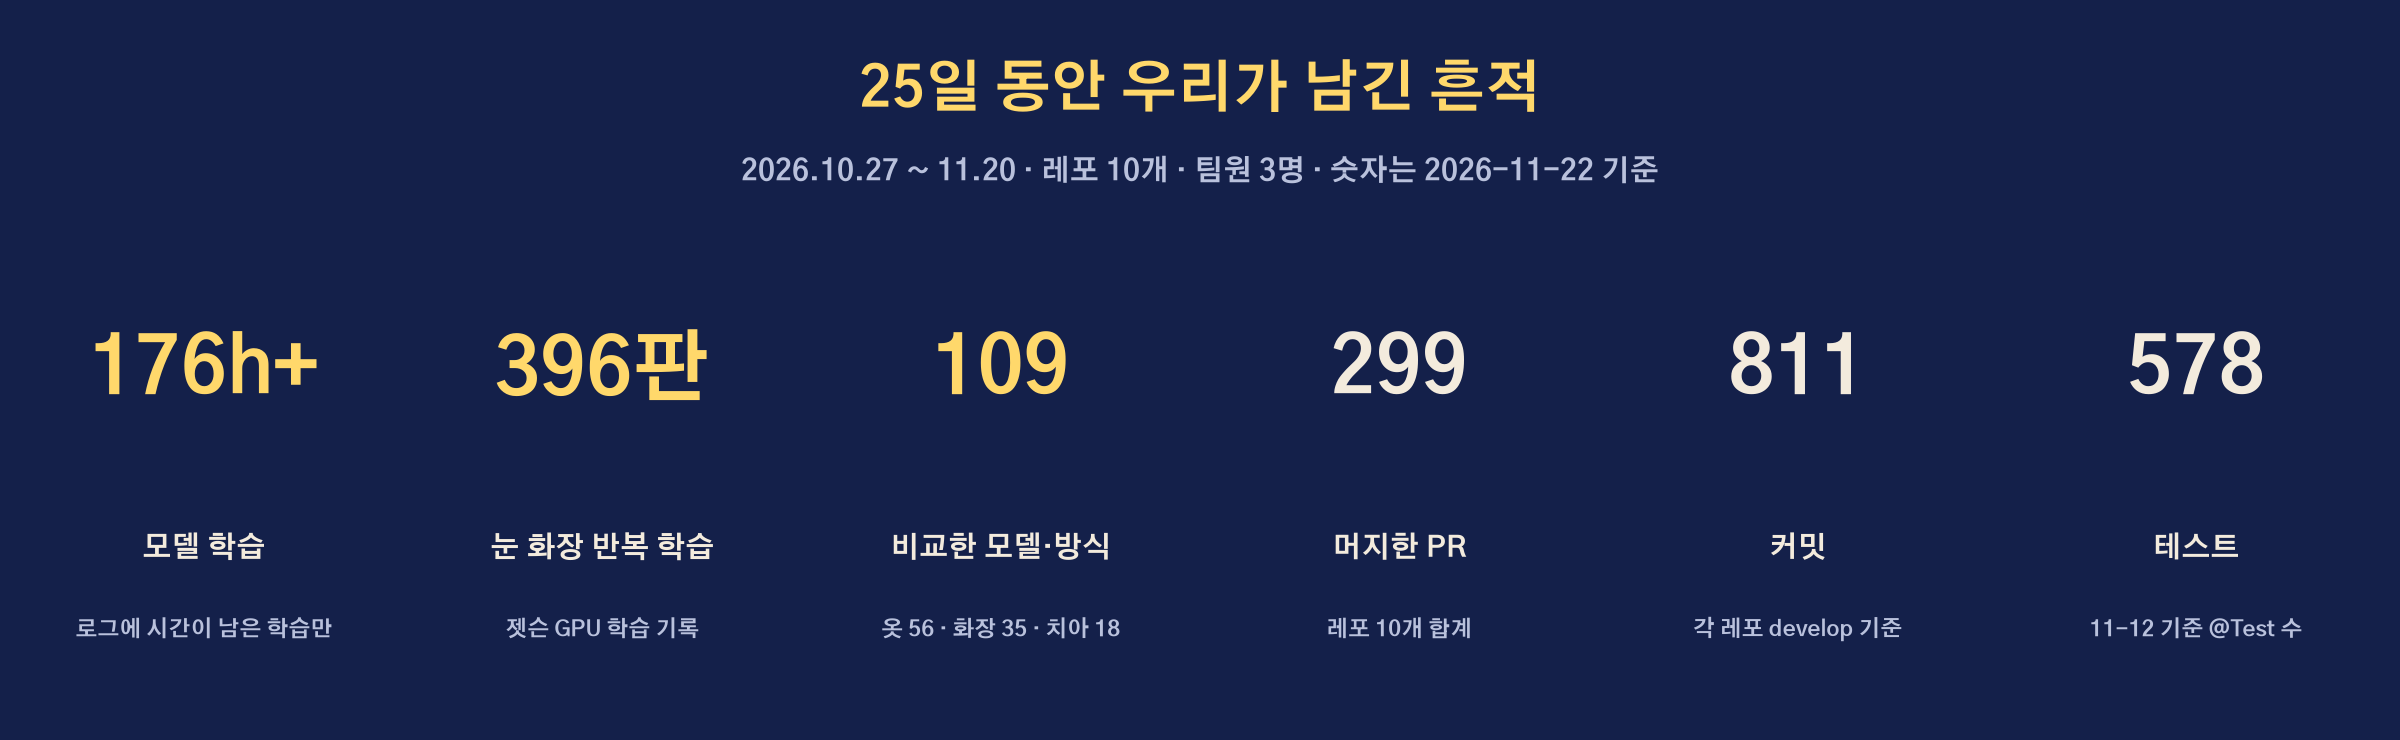 25일 동안 우리가 남긴 흔적
2026.10.27 ~ 11.20 · 레포 10개 · 팀원 3명 · 숫자는 2026-11-22 기준
176h+
396판
109
299
811
578
모델 학습
눈 화장 반복 학습
비교한 모델·방식
머지한 PR
커밋
테스트
로그에 시간이 남은 학습만
젯슨 GPU 학습 기록
옷 56 · 화장 35 · 치아 18
레포 10개 합계
각 레포 develop 기준
11-12 기준 @Test 수